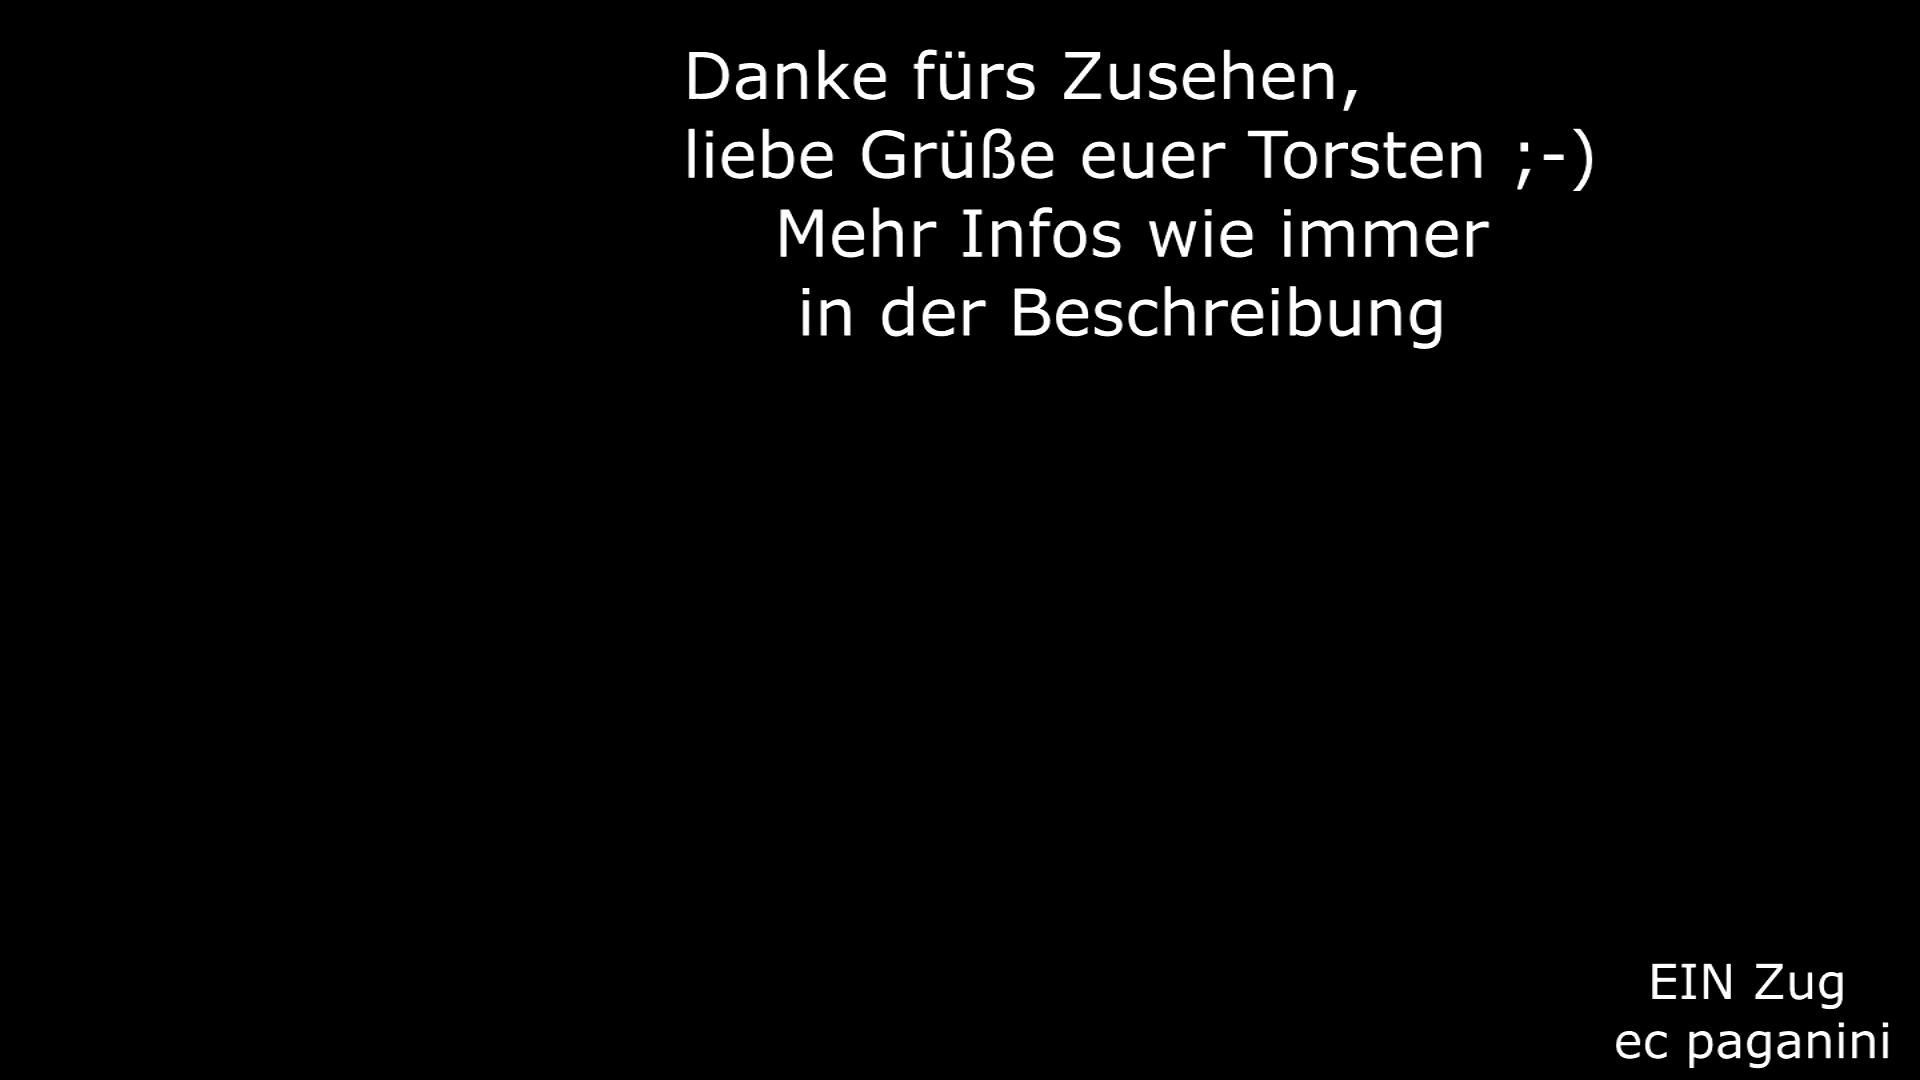 Danke fürs Zusehen,
liebe Grüße euer Torsten ;-)
Mehr Infos wie immer
in der Beschreibung
EIN Zug
ec paganini